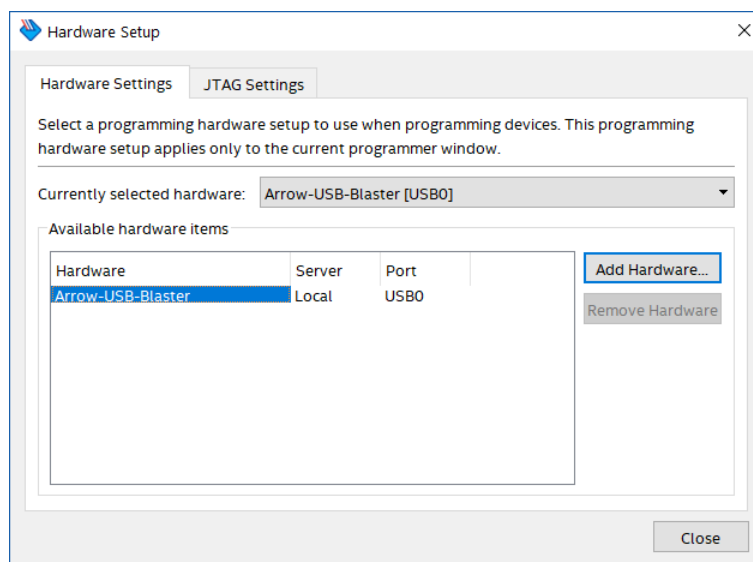 Hardware Setup
Hardware Settings
JTAG Settings
Select a programming hardware setup to use when programming devices. This programming
hardware setup applies only to the current programmer window.
Currently selected hardware: Arrow-USB-Blaster [USB0]
Available hardware items
Hardware Server Port
Arrow-USB-Blaster Local USB0
Add Hardware...
Remove Hardware
Close